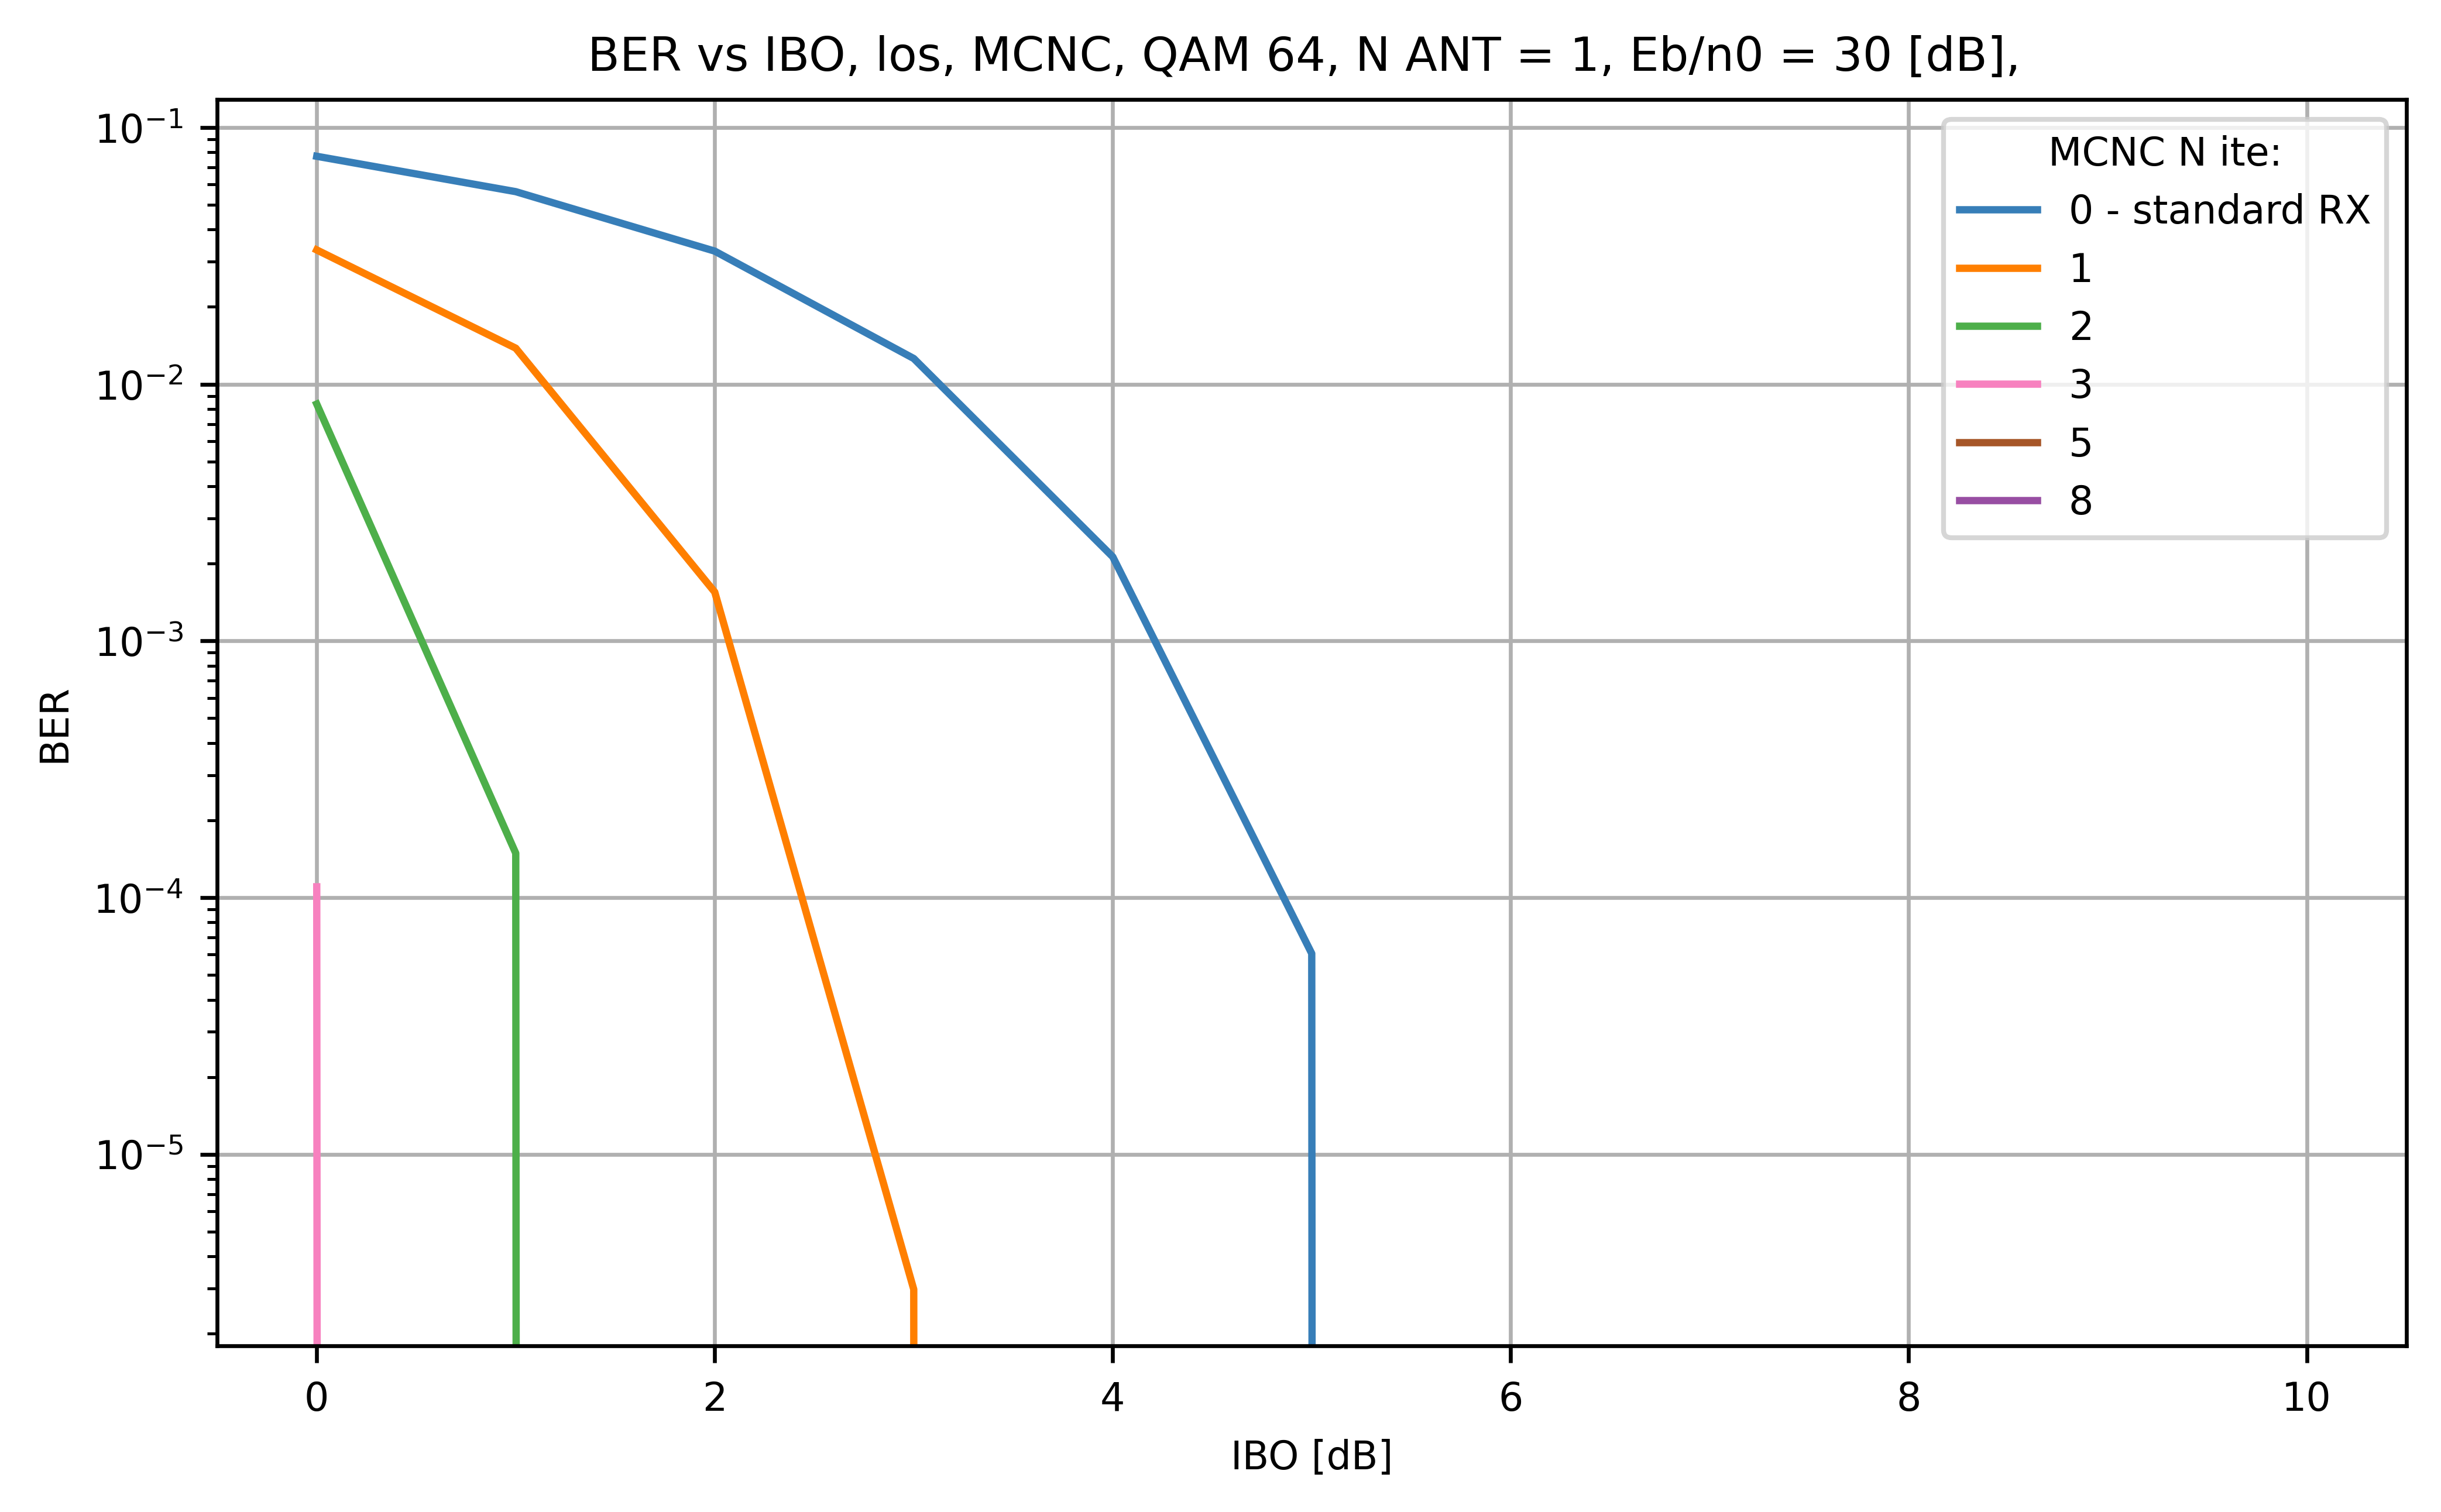 BER vs IBO, los, MCNC, QAM 64, N ANT = 1, Eb/n0 = 30 [dB],
MCNC N ite:
0 - standard RX
1
2
3
5
8
BER
10⁻¹
10⁻²
10⁻³
10⁻⁴
10⁻⁵
0 2 4 6 8 10
IBO [dB]